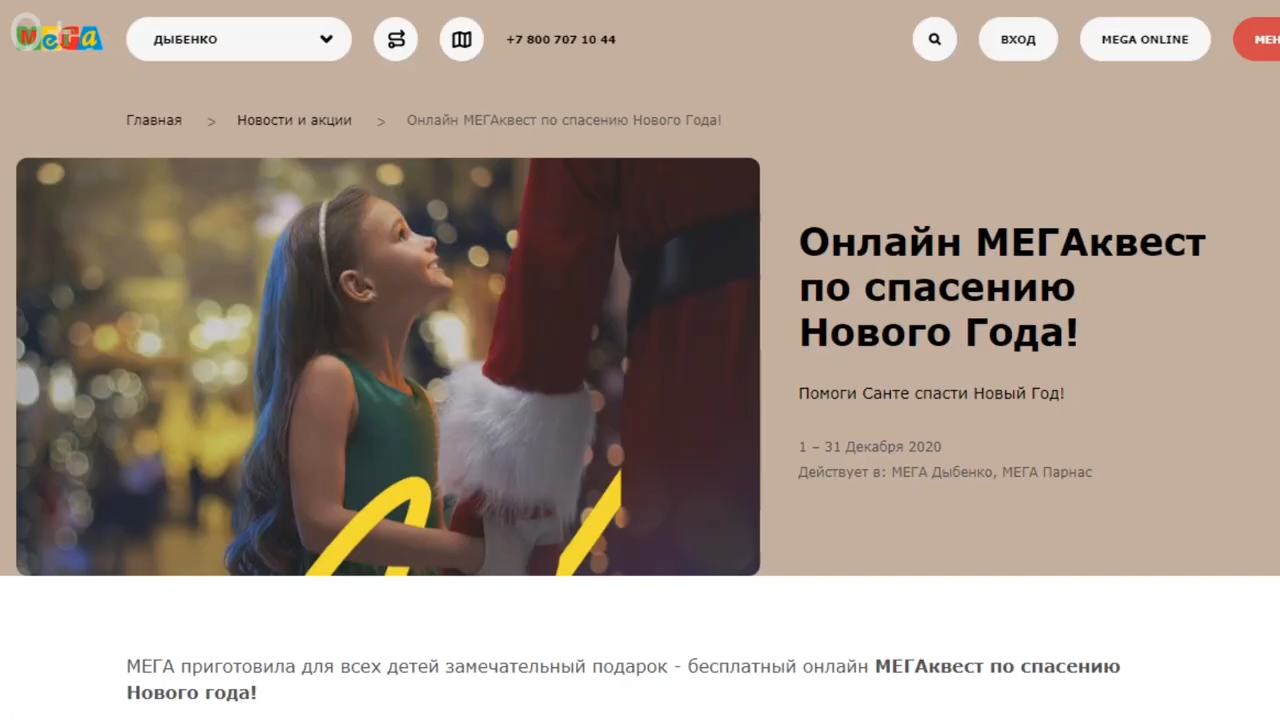 МЕГА
ДЫБЕНКО
+7 800 707 10 44
ВХОД
MEGA ONLINE
МЕН
Главная > Новости и акции > Онлайн МЕГАквест по спасению Нового Года!
Онлайн МЕГАквест
по спасению
Нового Года!
Помоги Санте спасти Новый Год!
1 – 31 Декабря 2020
Действует в: МЕГА Дыбенко, МЕГА Парнас
МЕГА приготовила для всех детей замечательный подарок - бесплатный онлайн МЕГАквест по спасению
Нового года!